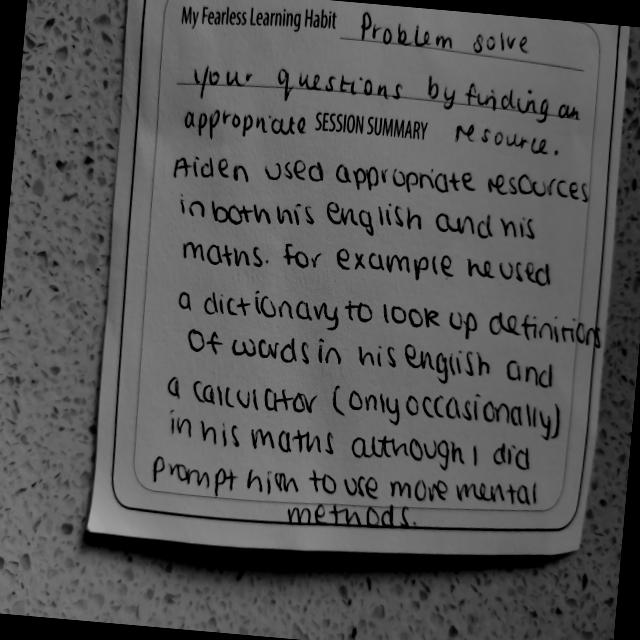 My Fearless Learning Habit Problem solve
your questions by finding an
appropriate SESSION SUMMARY resource.
Aiden used appropriate resources
in both his english and his
maths. For example he used
a dictionary to look up definitions
of words in his english and
a calculator (only occasionally)
in his maths although I did
prompt him to use more mental
methods.